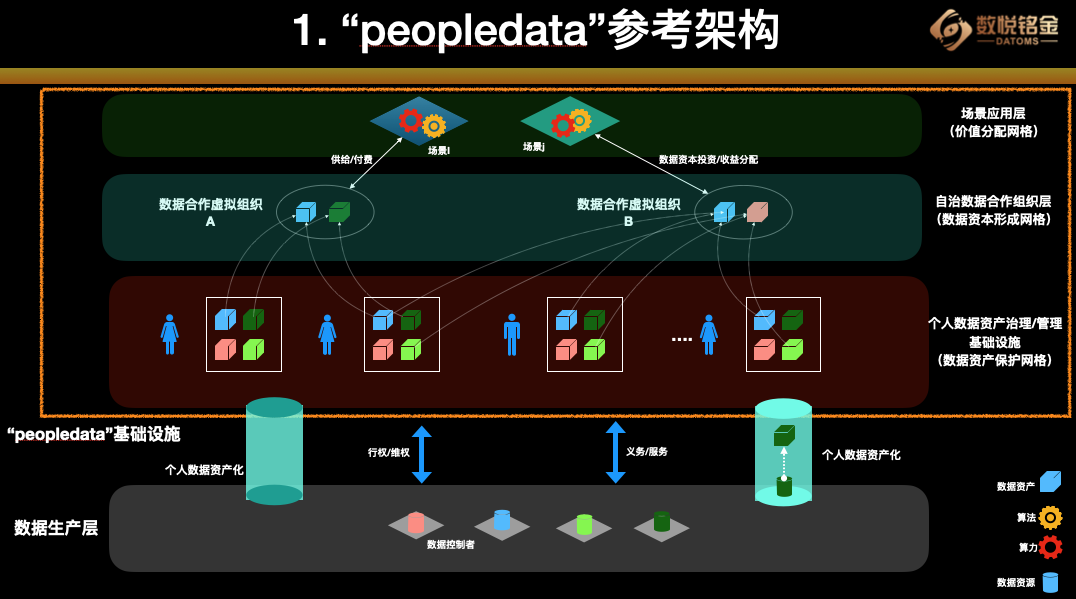 1. “peopledata”参考架构
数悦铭金
DATOMS
场景应用层
（价值分配网格）
场景i
场景j
供给/付费
数据资本投资/收益分配
数据合作虚拟组织
A
数据合作虚拟组织
B
自治数据合作组织层
（数据资本形成网格）
....
个人数据资产治理/管理
基础设施
（数据资产保护网格）
“peopledata”基础设施
个人数据资产化
行权/维权
义务/服务
个人数据资产化
数据生产层
数据控制者
数据资产
算法
算力
数据资源